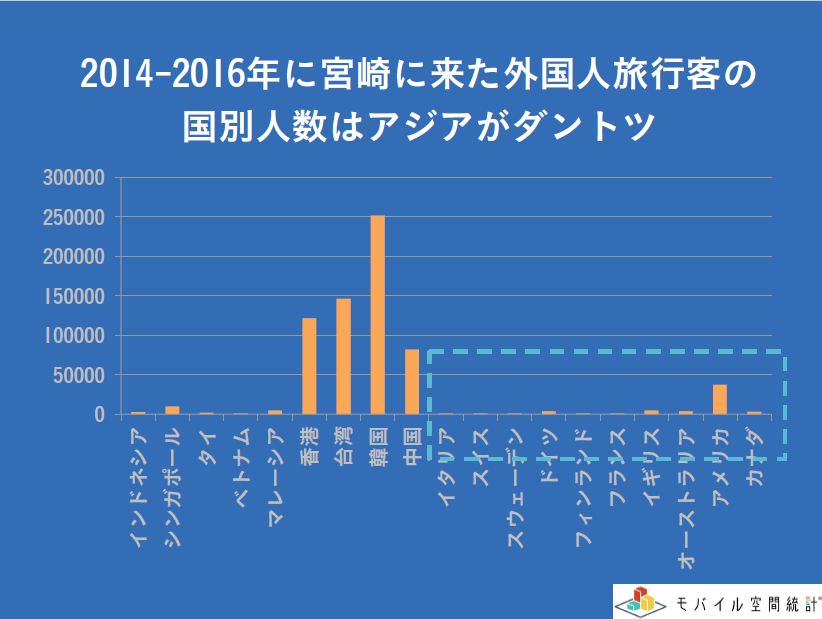 2014-2016年に宮崎に来た外国人旅行客の
国別人数はアジアがダントツ
300000
250000
200000
150000
100000
50000
0
インドネシア
シンガポール
タイ
ベトナム
マレーシア
香港
台湾
韓国
中国
イタリア
スイス
スウェーデン
ドイツ
フィンランド
フランス
イギリス
オーストラリア
アメリカ
カナダ
モバイル空間統計®